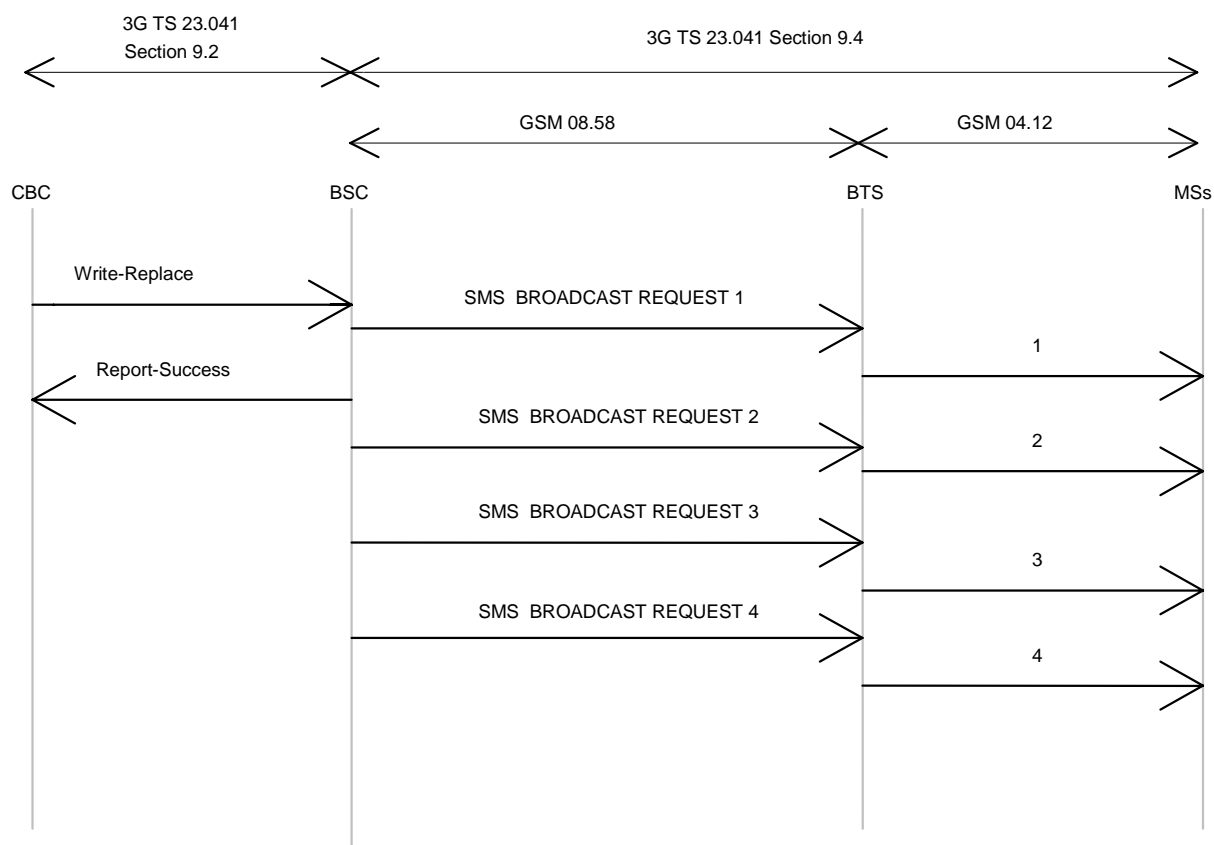 3G TS 23.041
Section 9.2
3G TS 23.041 Section 9.4
GSM 08.58
GSM 04.12
CBC
BSC
BTS
MSs
Write-Replace
SMS BROADCAST REQUEST 1
1
Report-Success
SMS BROADCAST REQUEST 2
2
SMS BROADCAST REQUEST 3
3
SMS BROADCAST REQUEST 4
4